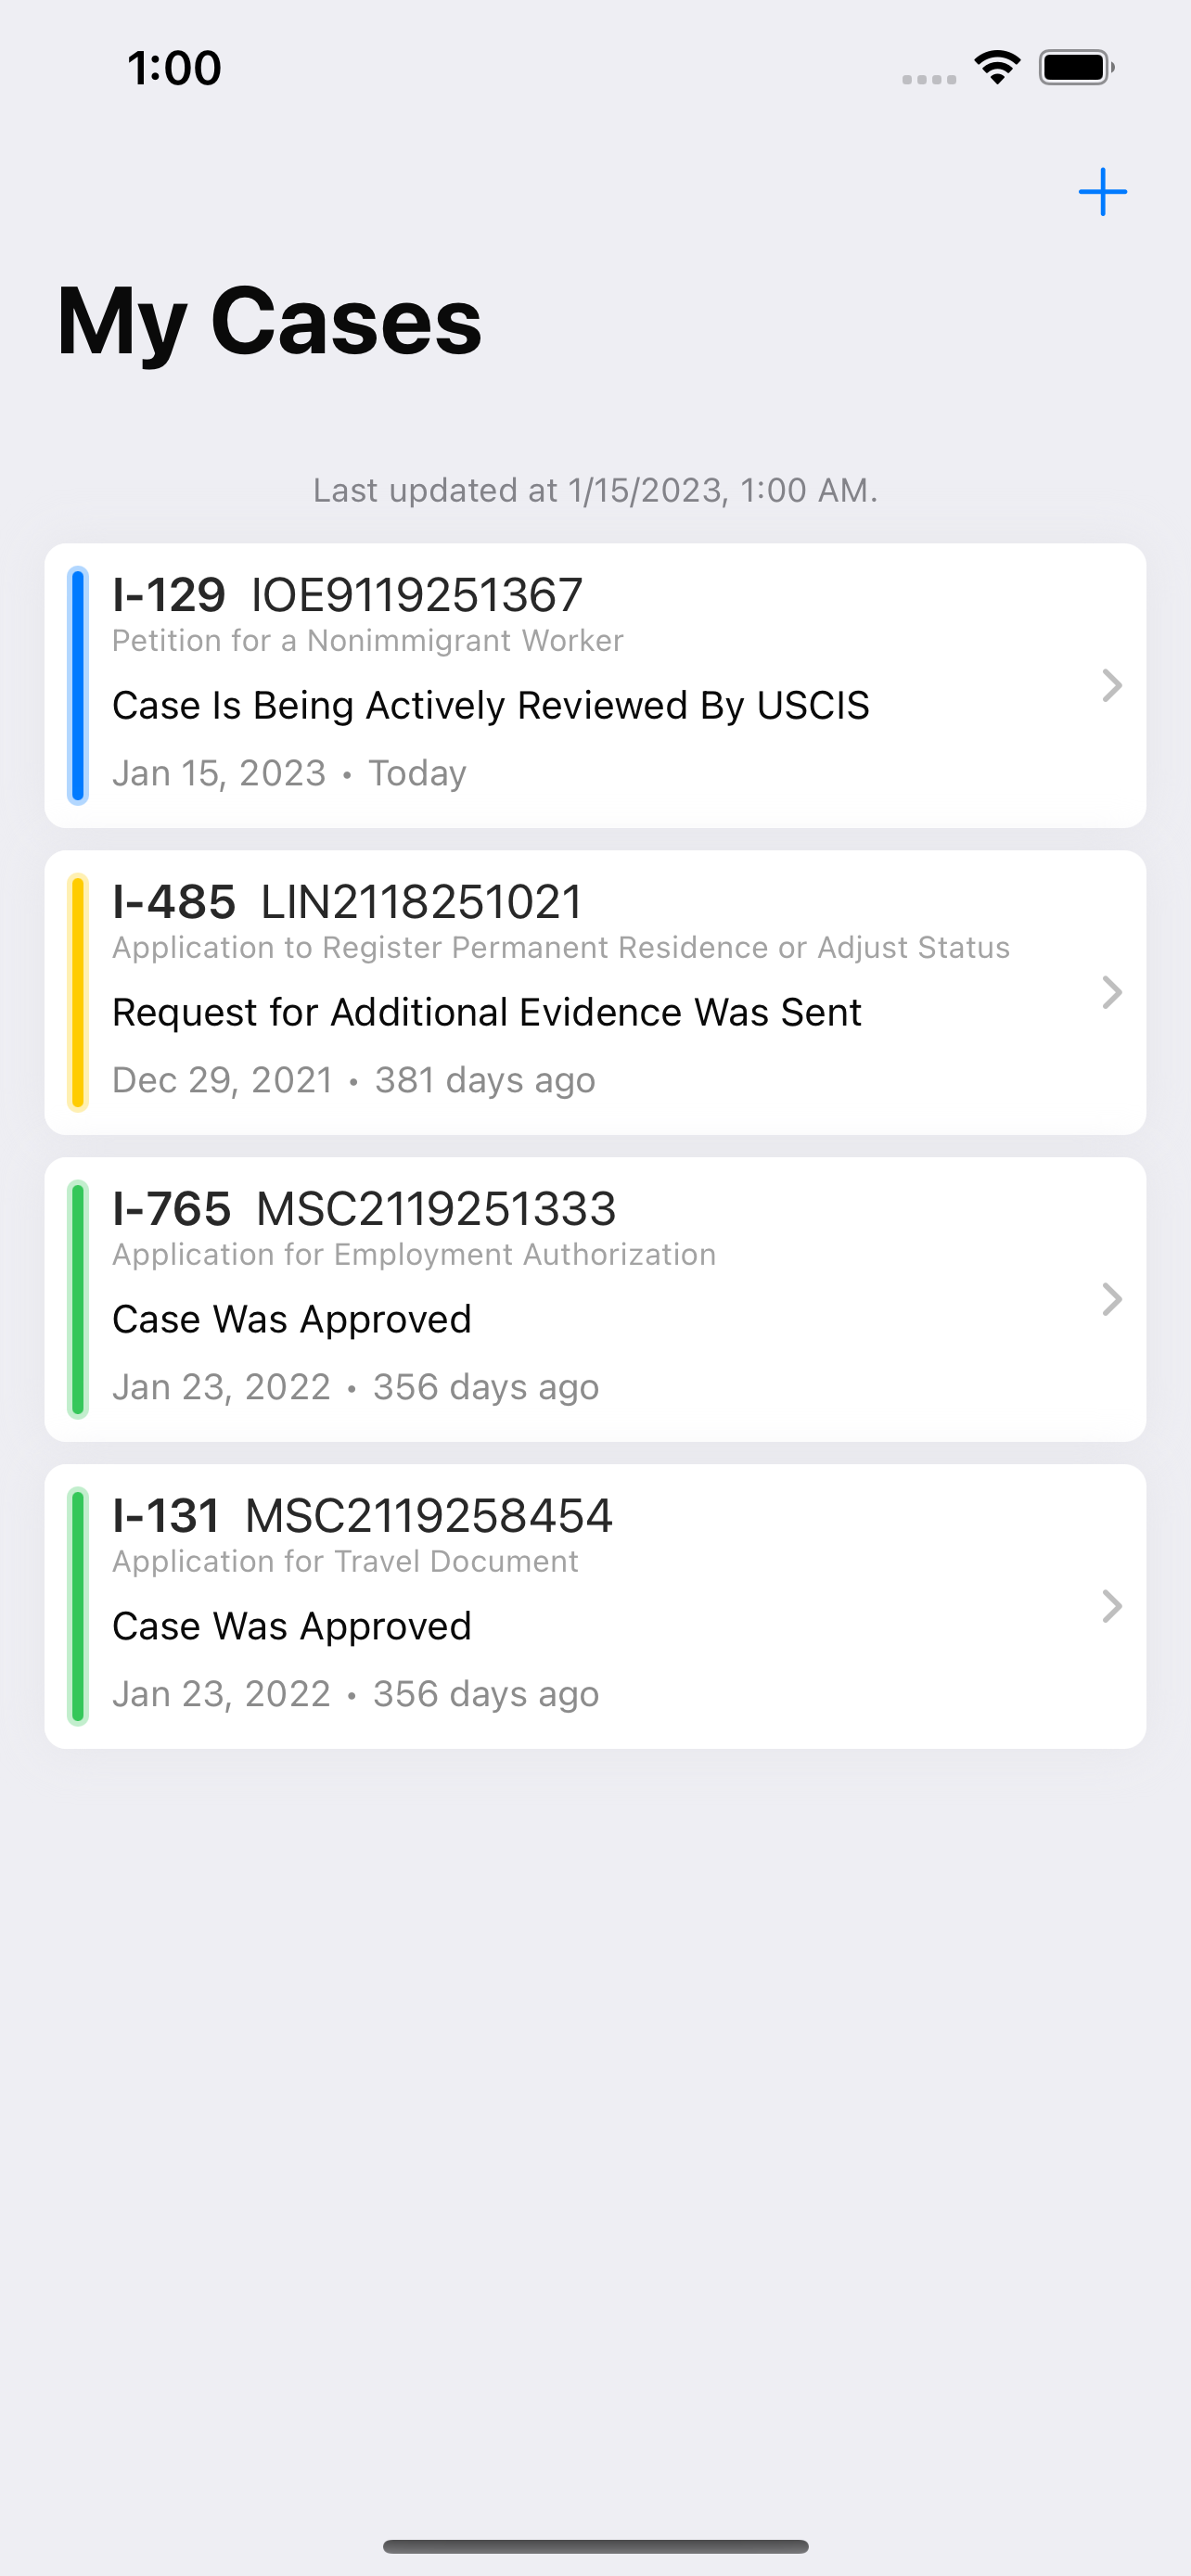 1:00
My Cases
Last updated at 1/15/2023, 1:00 AM.
I-129 IOE9119251367
Petition for a Nonimmigrant Worker
Case Is Being Actively Reviewed By USCIS
Jan 15, 2023 • Today
I-485 LIN2118251021
Application to Register Permanent Residence or Adjust Status
Request for Additional Evidence Was Sent
Dec 29, 2021 • 381 days ago
I-765 MSC2119251333
Application for Employment Authorization
Case Was Approved
Jan 23, 2022 • 356 days ago
I-131 MSC2119258454
Application for Travel Document
Case Was Approved
Jan 23, 2022 • 356 days ago